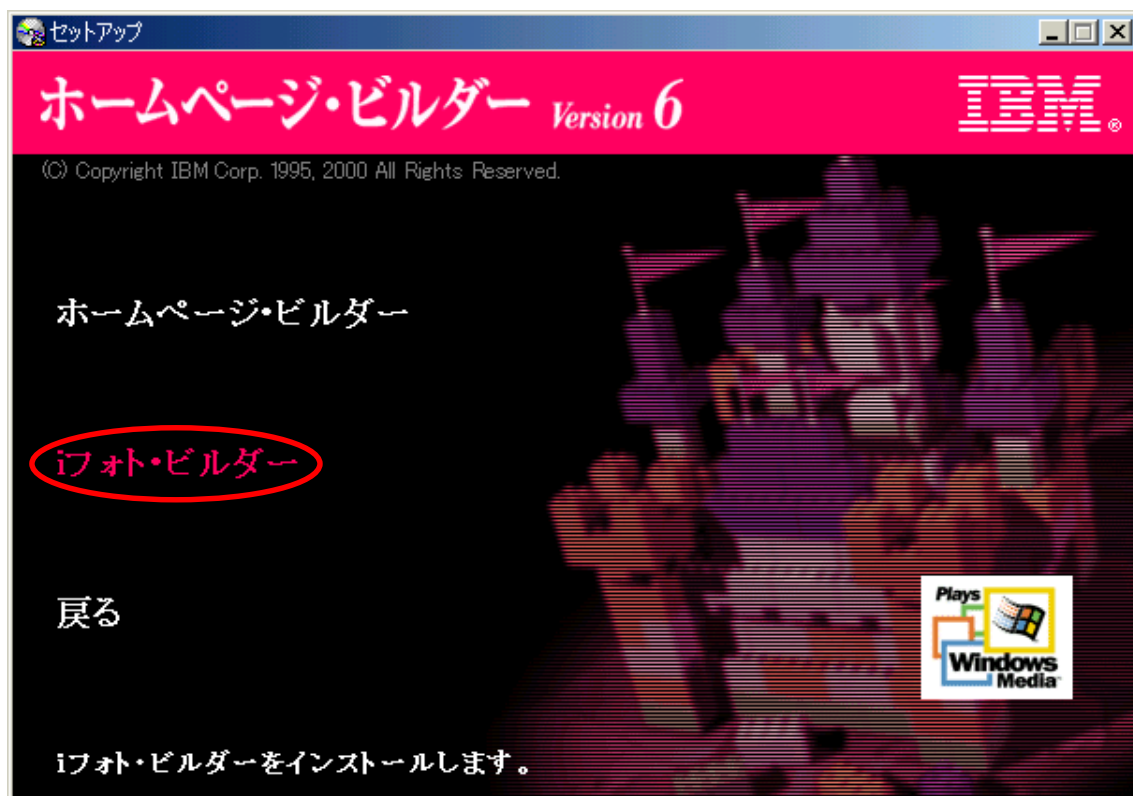 セットアップ
ホームページ・ビルダー Version 6
IBM®
(C) Copyright IBM Corp. 1995, 2000 All Rights Reserved.
ホームページ・ビルダー
iフォト・ビルダー
戻る
Plays
Windows
Media
iフォト・ビルダーをインストールします。